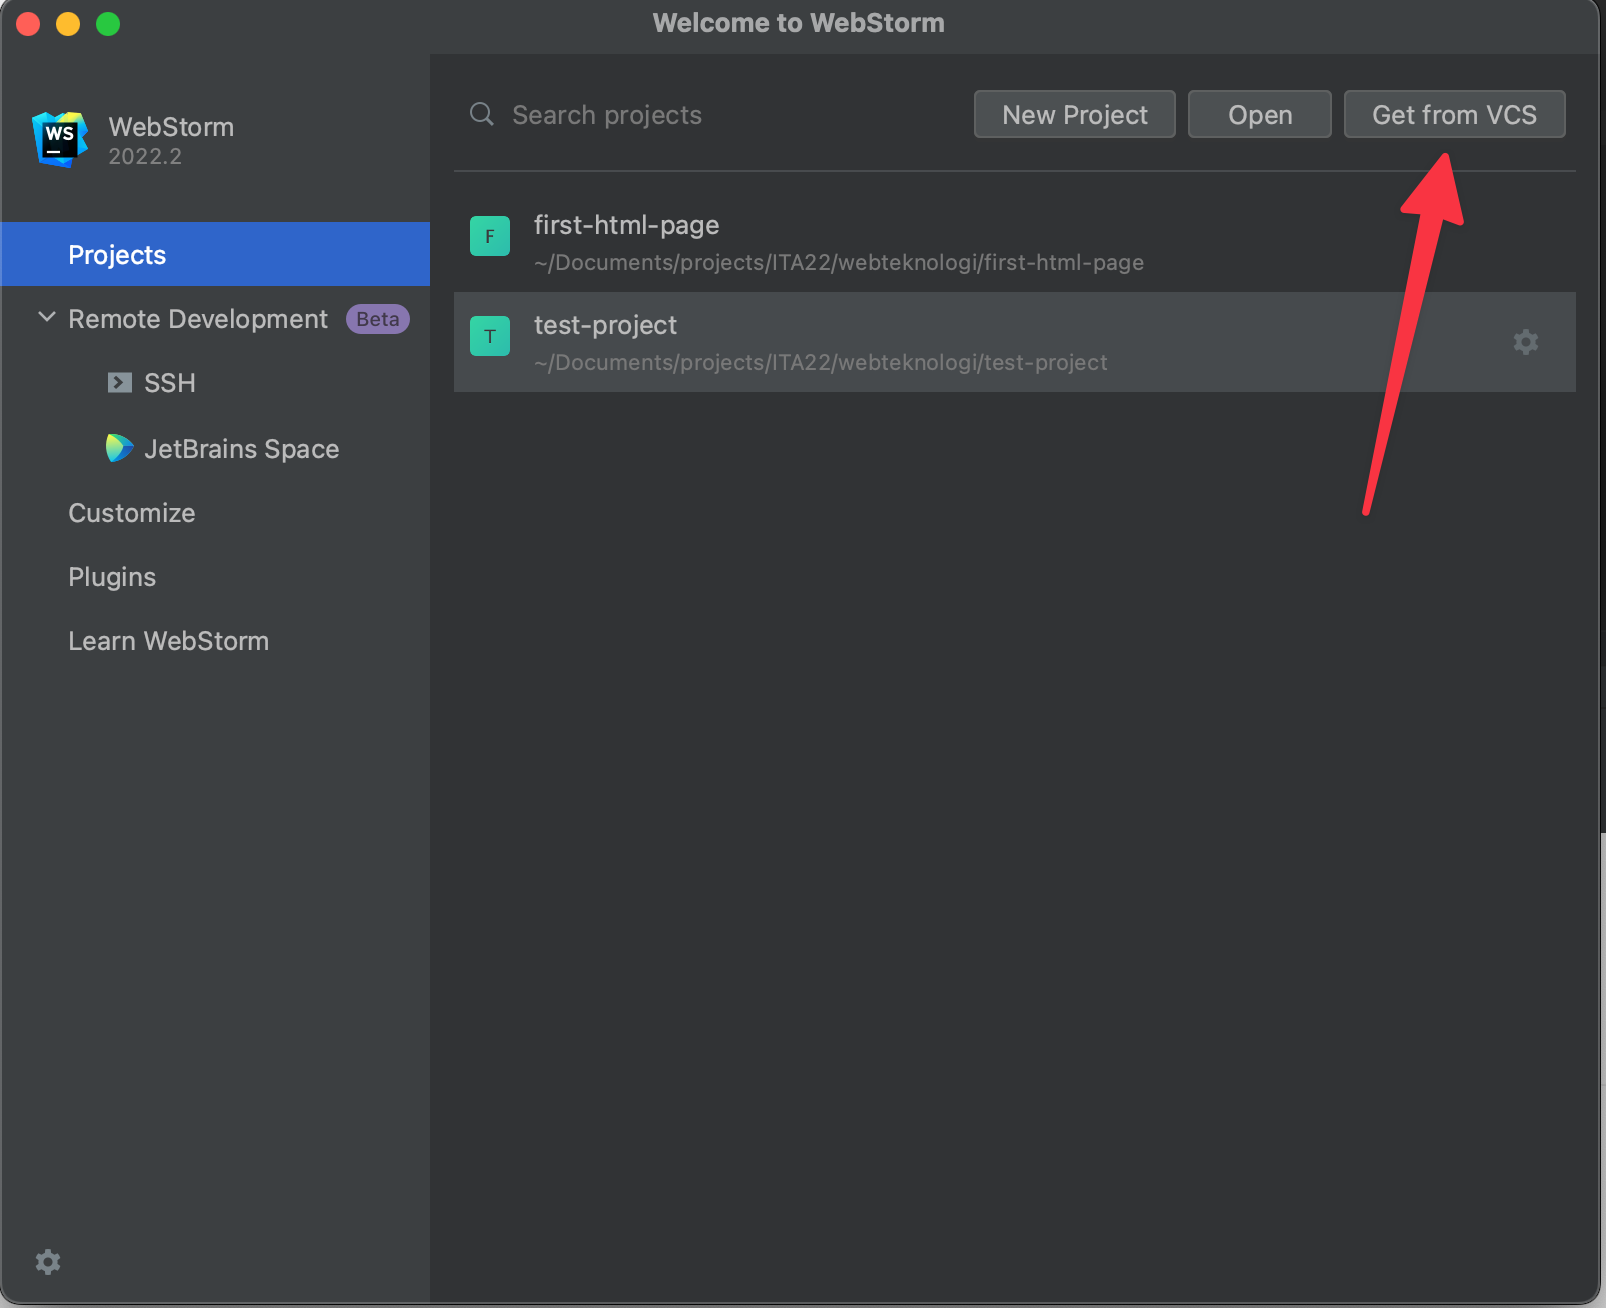 Welcome to WebStorm
WS
WebStorm
2022.2
Search projects
New Project
Open
Get from VCS
Projects
Remote Development
Beta
SSH
JetBrains Space
Customize
Plugins
Learn WebStorm
F
first-html-page
~/Documents/projects/ITA22/webteknologi/first-html-page
T
test-project
~/Documents/projects/ITA22/webteknologi/test-project